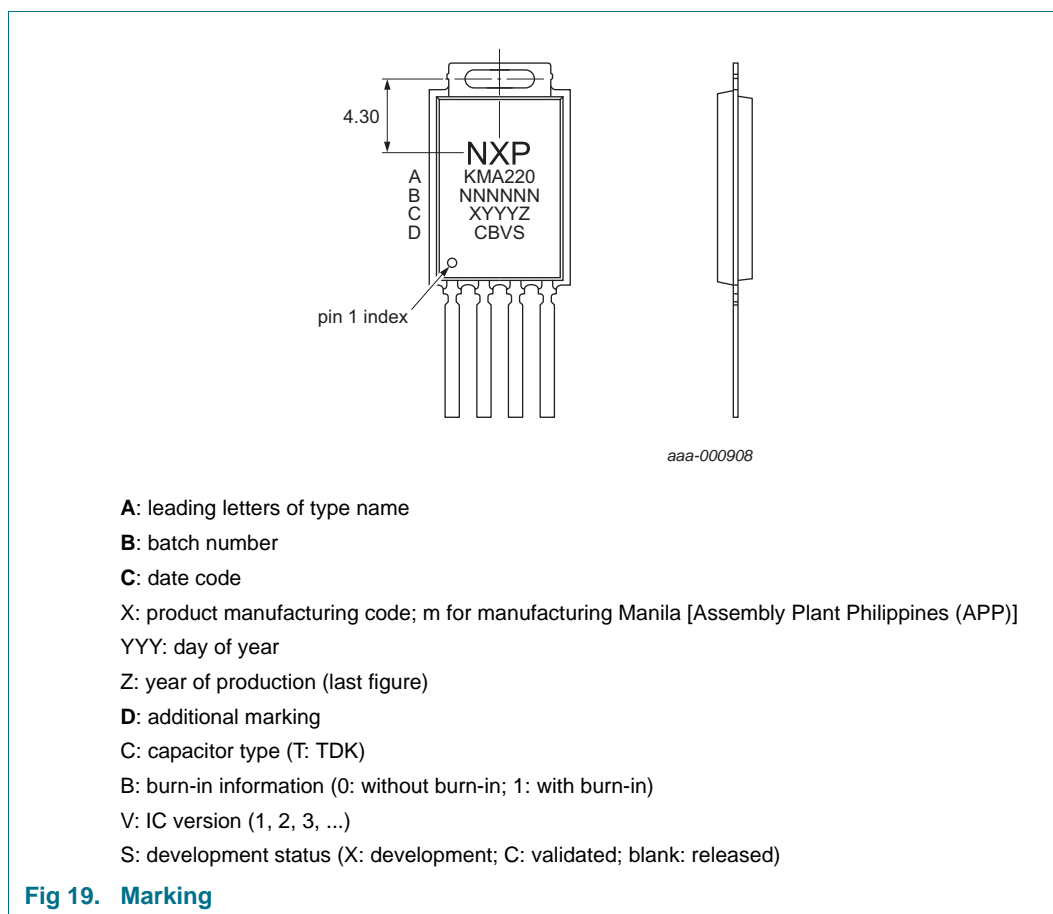 4.30
NXP
A KMA220
B NNNNNN
C XYYYZ
D CBVS
pin 1 index
aaa-000908
A: leading letters of type name
B: batch number
C: date code
X: product manufacturing code; m for manufacturing Manila [Assembly Plant Philippines (APP)]
YYY: day of year
Z: year of production (last figure)
D: additional marking
C: capacitor type (T: TDK)
B: burn-in information (0: without burn-in; 1: with burn-in)
V: IC version (1, 2, 3, ...)
S: development status (X: development; C: validated; blank: released)
Fig 19. Marking